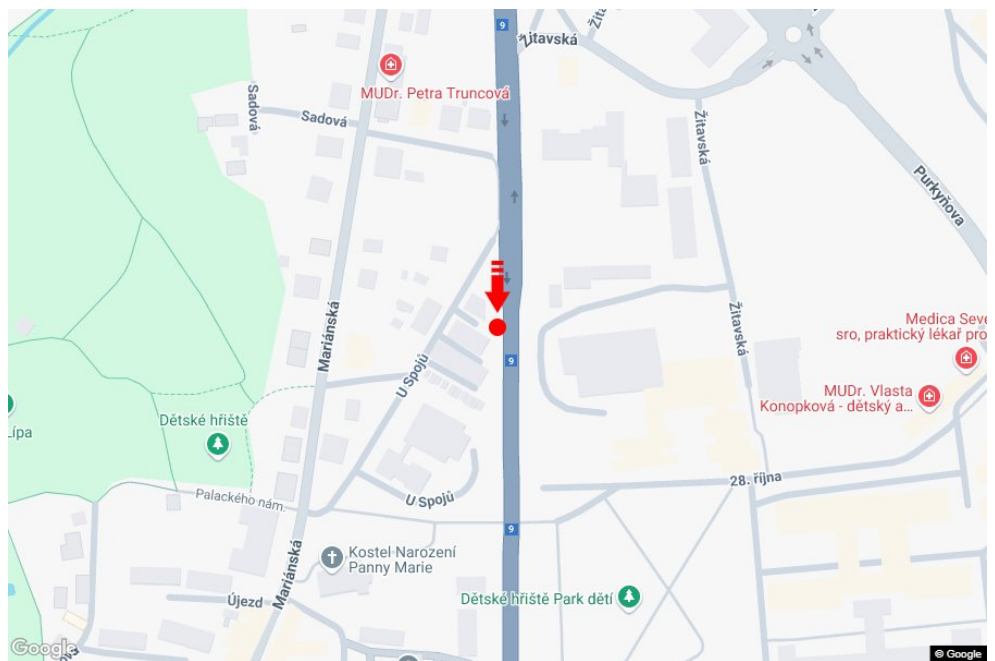 9
Žitavská
MUDr. Petra Truncová
Sadová
Sadová
Žitavská
Purkyňova
Mariánská
Žitavská
Medica Seve
sro, praktický lékař pro
U Spojů
9
MUDr. Vlasta
Konopková - dětský a...
Dětské hřiště
Lípa
28. října
Palackého nám.
U Spojů
9
Kostel Narození
Panny Marie
Mariánská
Dětské hřiště Park dětí
Újezd
ova
Google
© Google